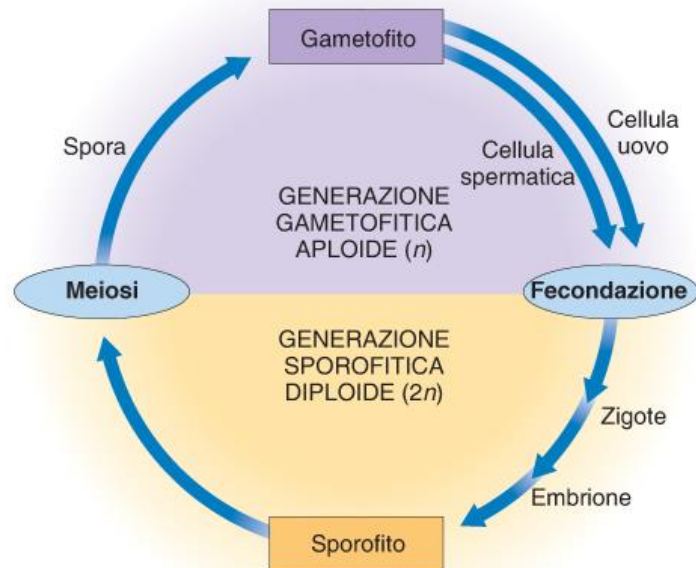 Gametofito
Spora
Cellula
uovo
Cellula
spermatica
GENERAZIONE
GAMETOFITICA
APLOIDE (n)
Meiosi
Fecondazione
GENERAZIONE
SPOROFITICA
DIPLOIDE (2n)
Zigote
Embrione
Sporofito